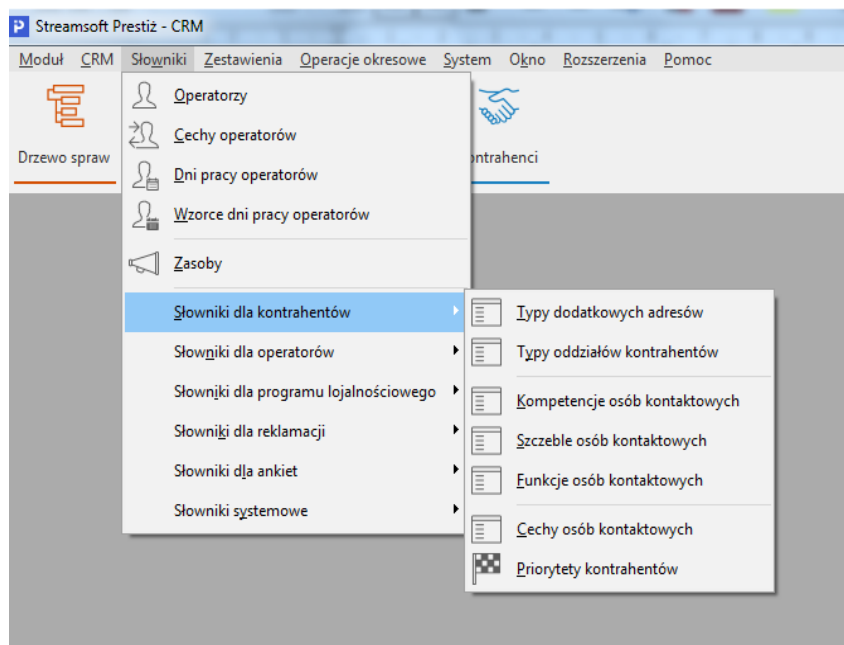 Streamsoft Prestiż - CRM
Moduł CRM Słowniki Zestawienia Operacje okresowe System Okno Rozszerzenia Pomoc
Drzewo spraw
Operatorzy
Cechy operatorów
Dni pracy operatorów
Wzorce dni pracy operatorów
Zasoby
Słowniki dla kontrahentów
Słowniki dla operatorów
Słowniki dla programu lojalnościowego
Słowniki dla reklamacji
Słowniki dla ankiet
Słowniki systemowe
ontrahenci
Typy dodatkowych adresów
Typy oddziałów kontrahentów
Kompetencje osób kontaktowych
Szczeble osób kontaktowych
Funkcje osób kontaktowych
Cechy osób kontaktowych
Priorytety kontrahentów